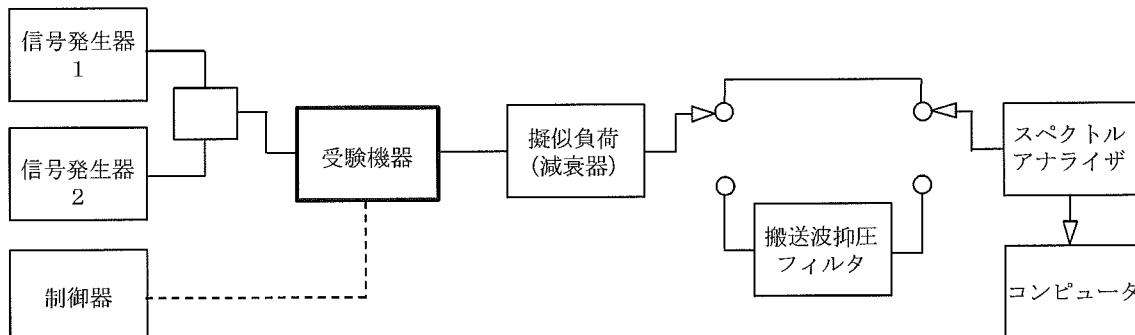 信号発生器
1
信号発生器
2
制御器
受験機器
擬似負荷
(減衰器)
搬送波抑圧
フィルタ
スペクトル
アナライザ
コンピュータ